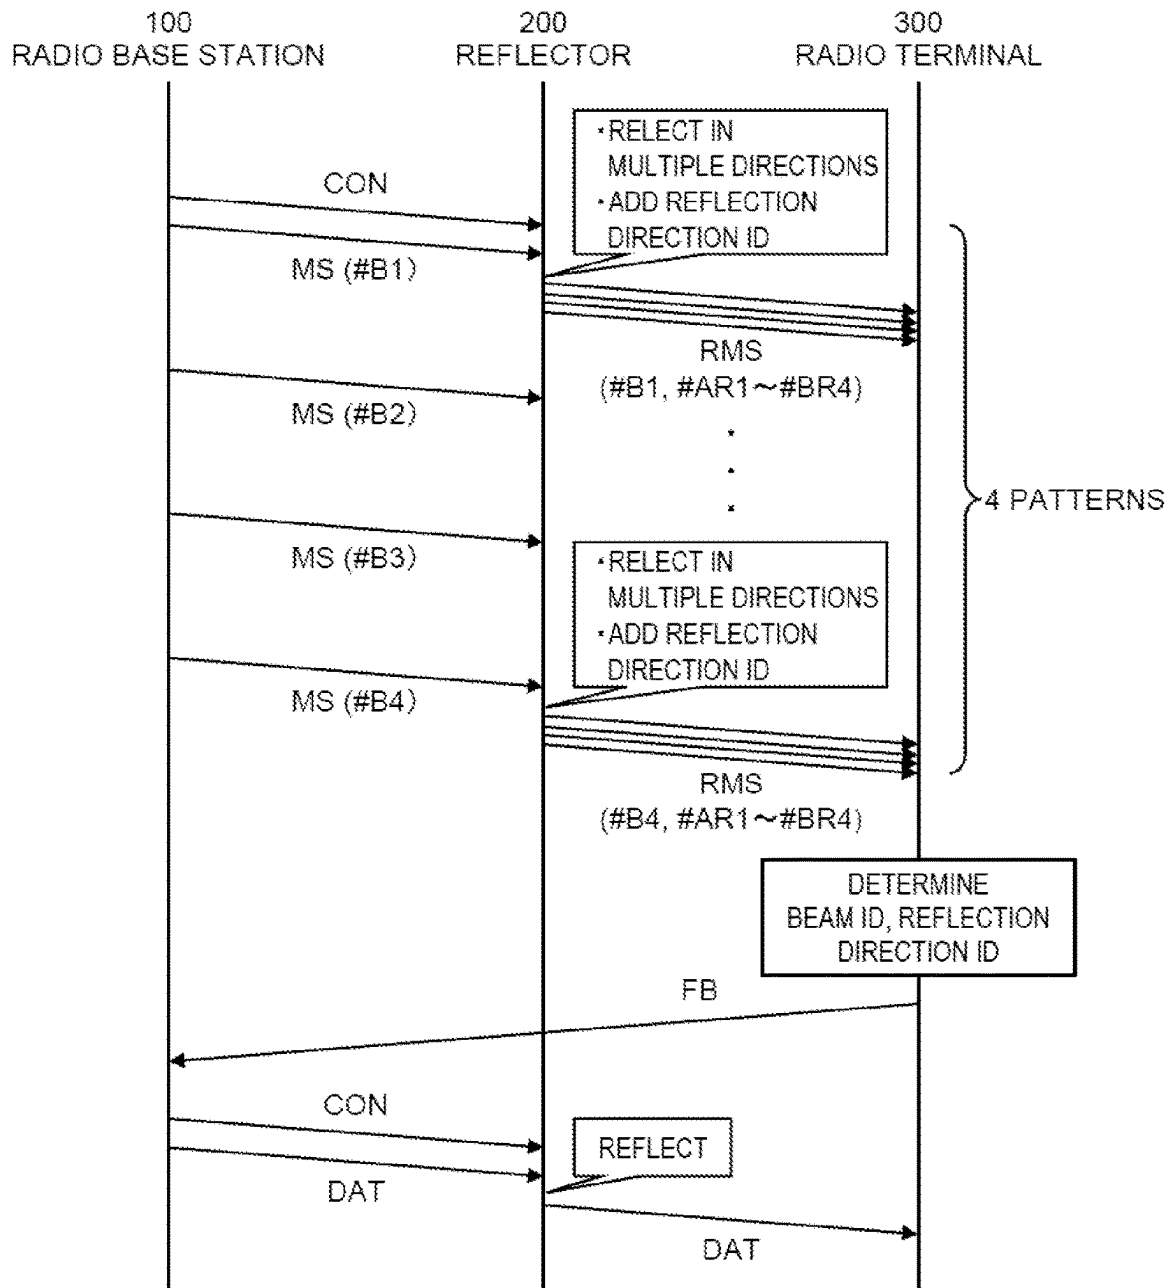 100
RADIO BASE STATION
200
REFLECTOR
300
RADIO TERMINAL
・RELECT IN
MULTIPLE DIRECTIONS
・ADD REFLECTION
DIRECTION ID
CON
MS (#B1)
RMS
(#B1, #AR1〜#BR4)
MS (#B2)
4 PATTERNS
MS (#B3)
・RELECT IN
MULTIPLE DIRECTIONS
・ADD REFLECTION
DIRECTION ID
MS (#B4)
RMS
(#B4, #AR1〜#BR4)
DETERMINE
BEAM ID, REFLECTION
DIRECTION ID
FB
CON
REFLECT
DAT
DAT